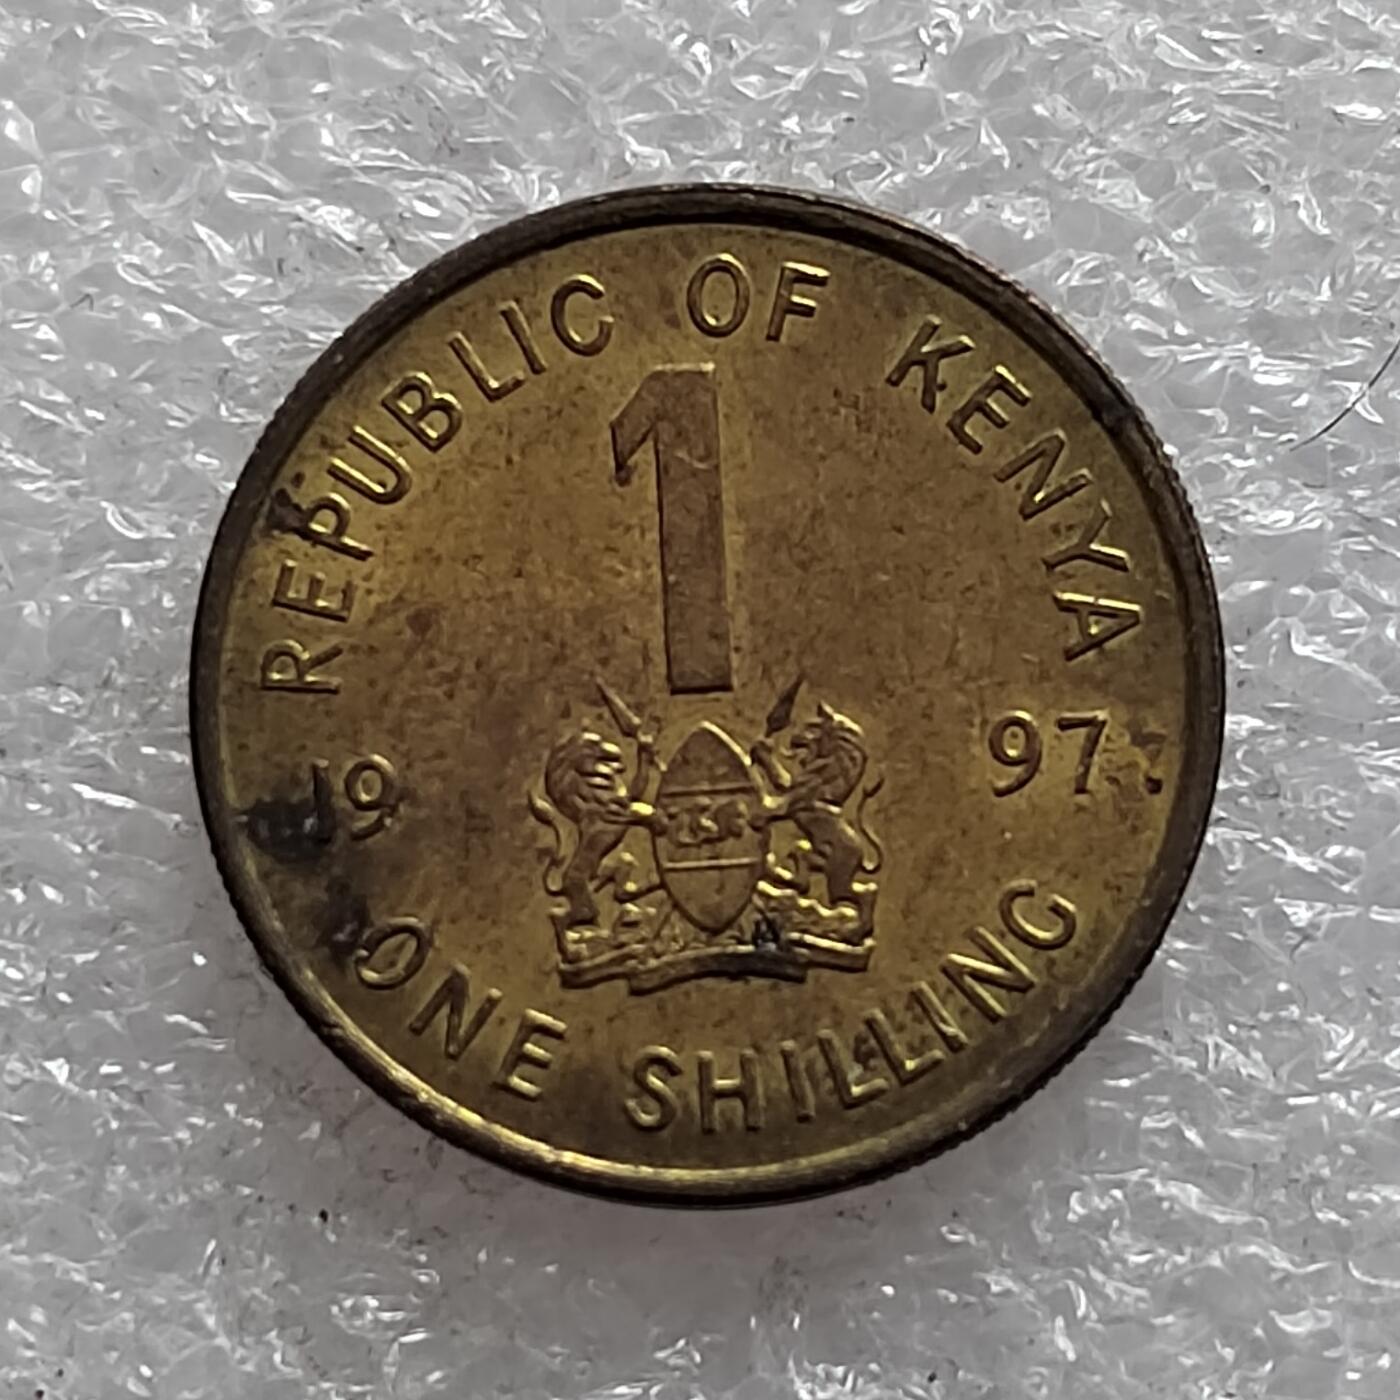 REPUBLIC OF KENYA
1
19 97
ONE SHILLING